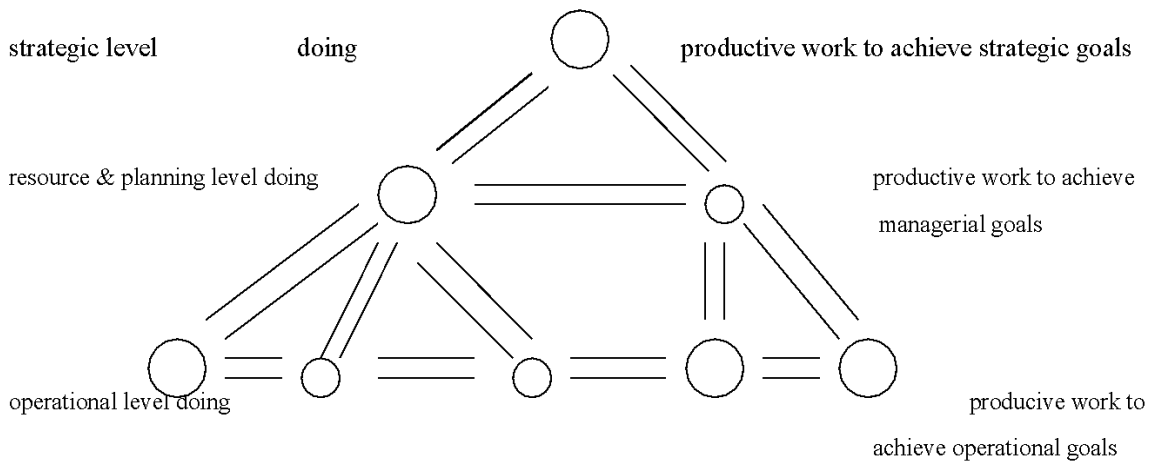 strategic level doing productive work to achieve strategic goals
resource & planning level doing productive work to achieve
managerial goals
operational level doing producive work to
achieve operational goals